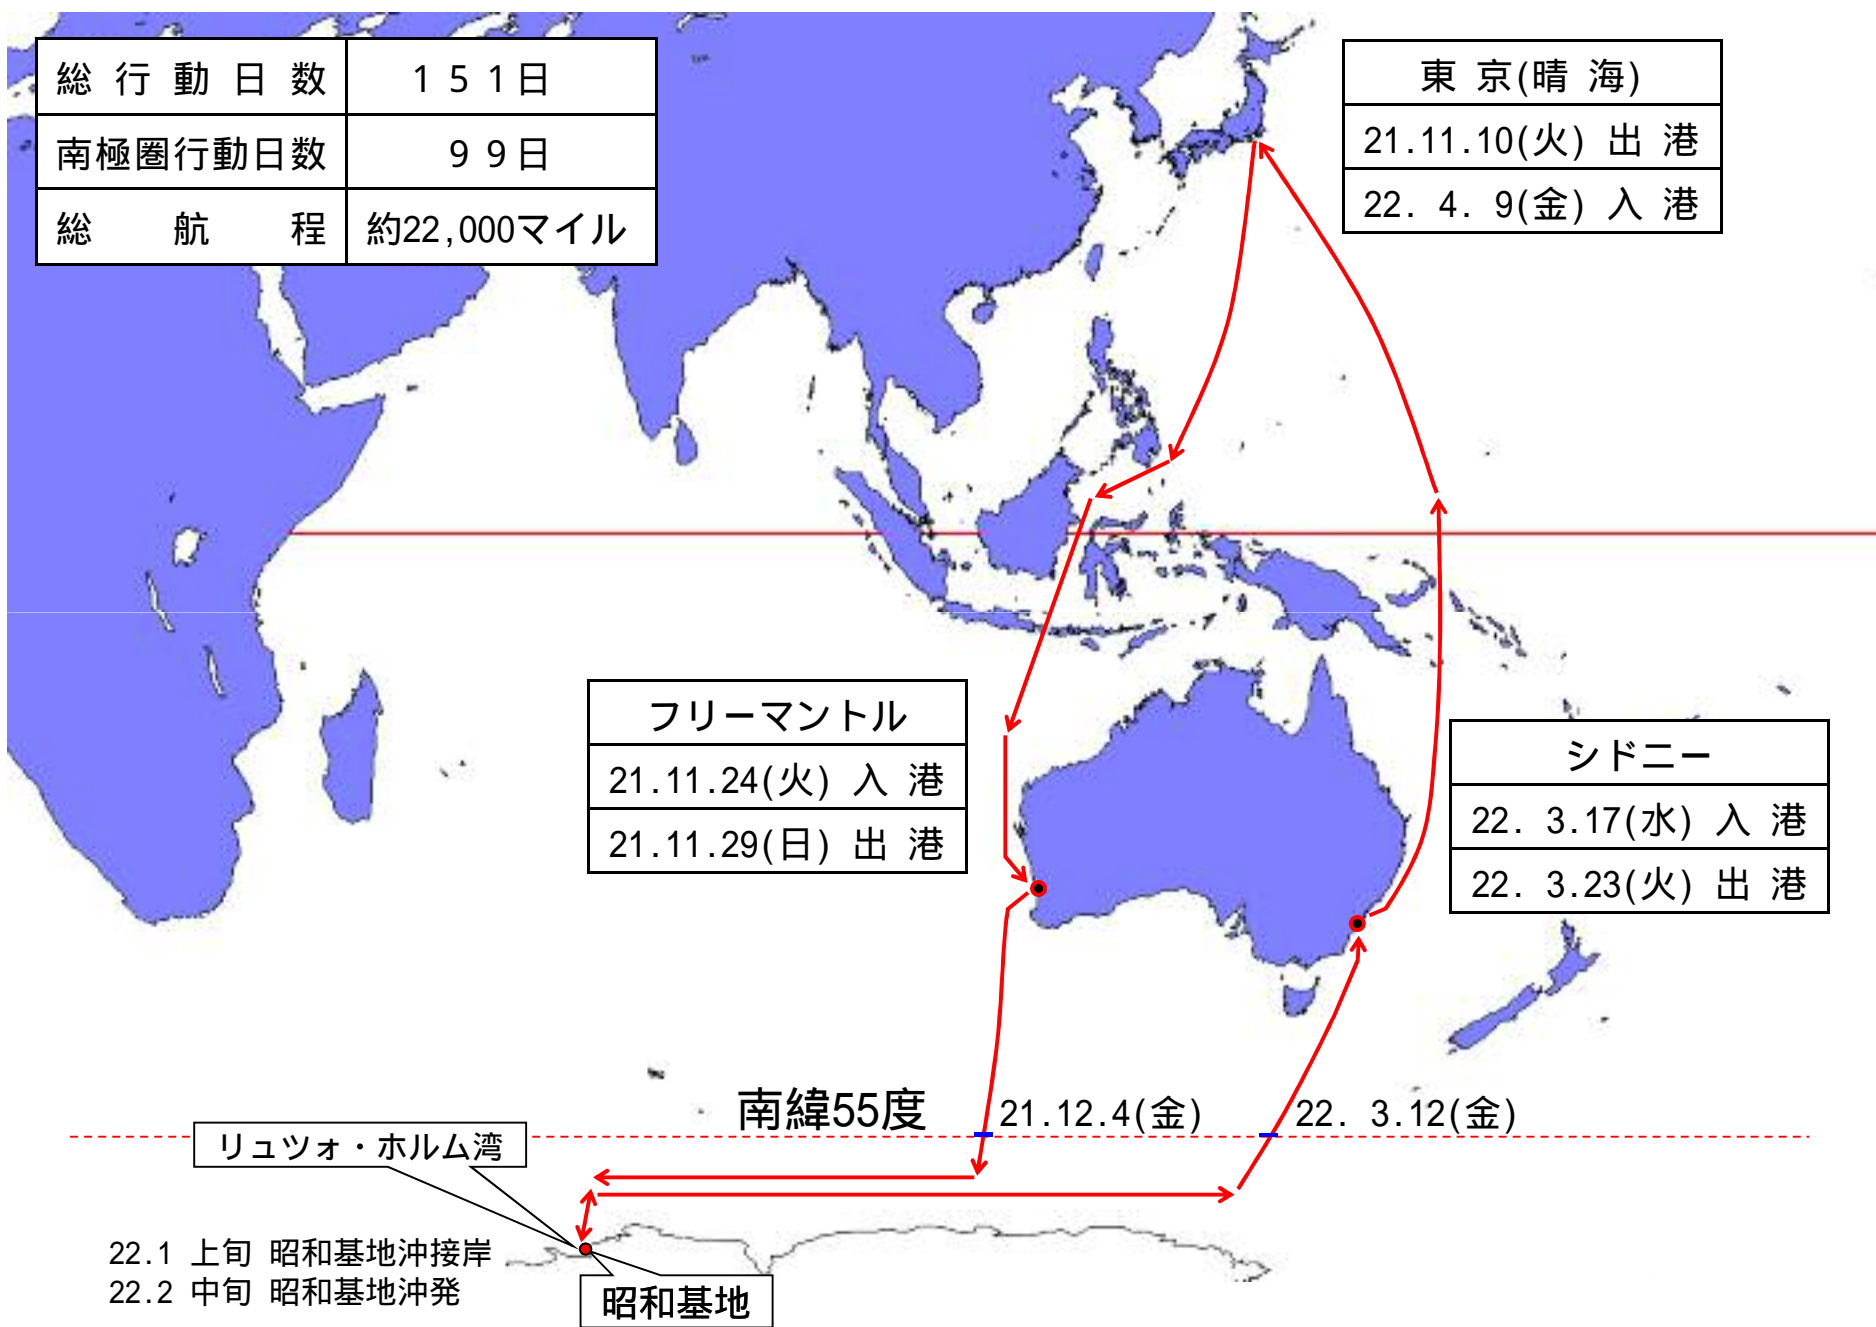 総行動日数 151日
南極圏行動日数 99日
総航程 約22,000マイル
東京(晴海)
21.11.10(火) 出港
22. 4. 9(金) 入港
フリーマントル
21.11.24(火) 入港
21.11.29(日) 出港
シドニー
22. 3.17(水) 入港
22. 3.23(火) 出港
南緯55度 21.12.4(金) 22. 3.12(金)
リュツォ・ホルム湾
22.1 上旬 昭和基地沖接岸
22.2 中旬 昭和基地沖発
昭和基地